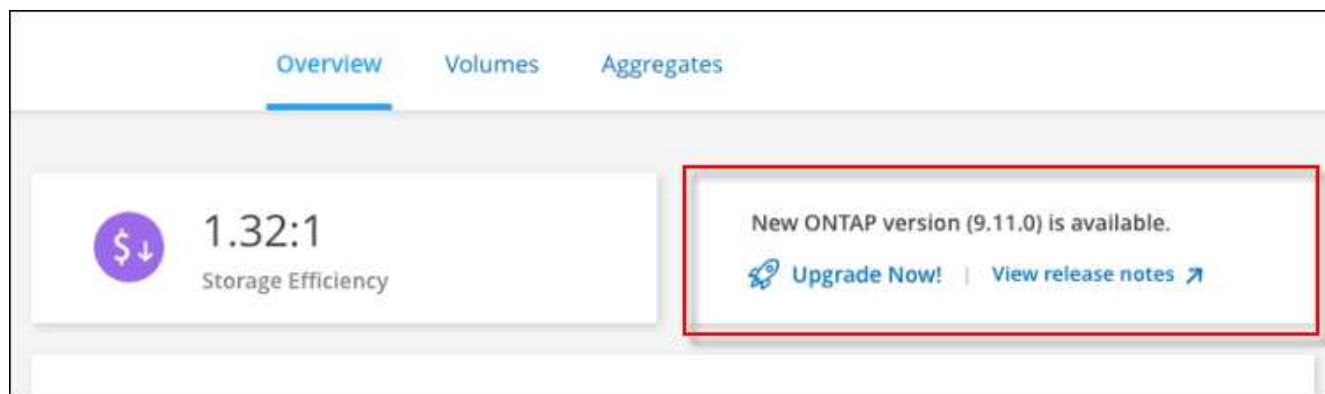 Overview Volumes Aggregates
1.32:1
Storage Efficiency
New ONTAP version (9.11.0) is available.
Upgrade Now! | View release notes